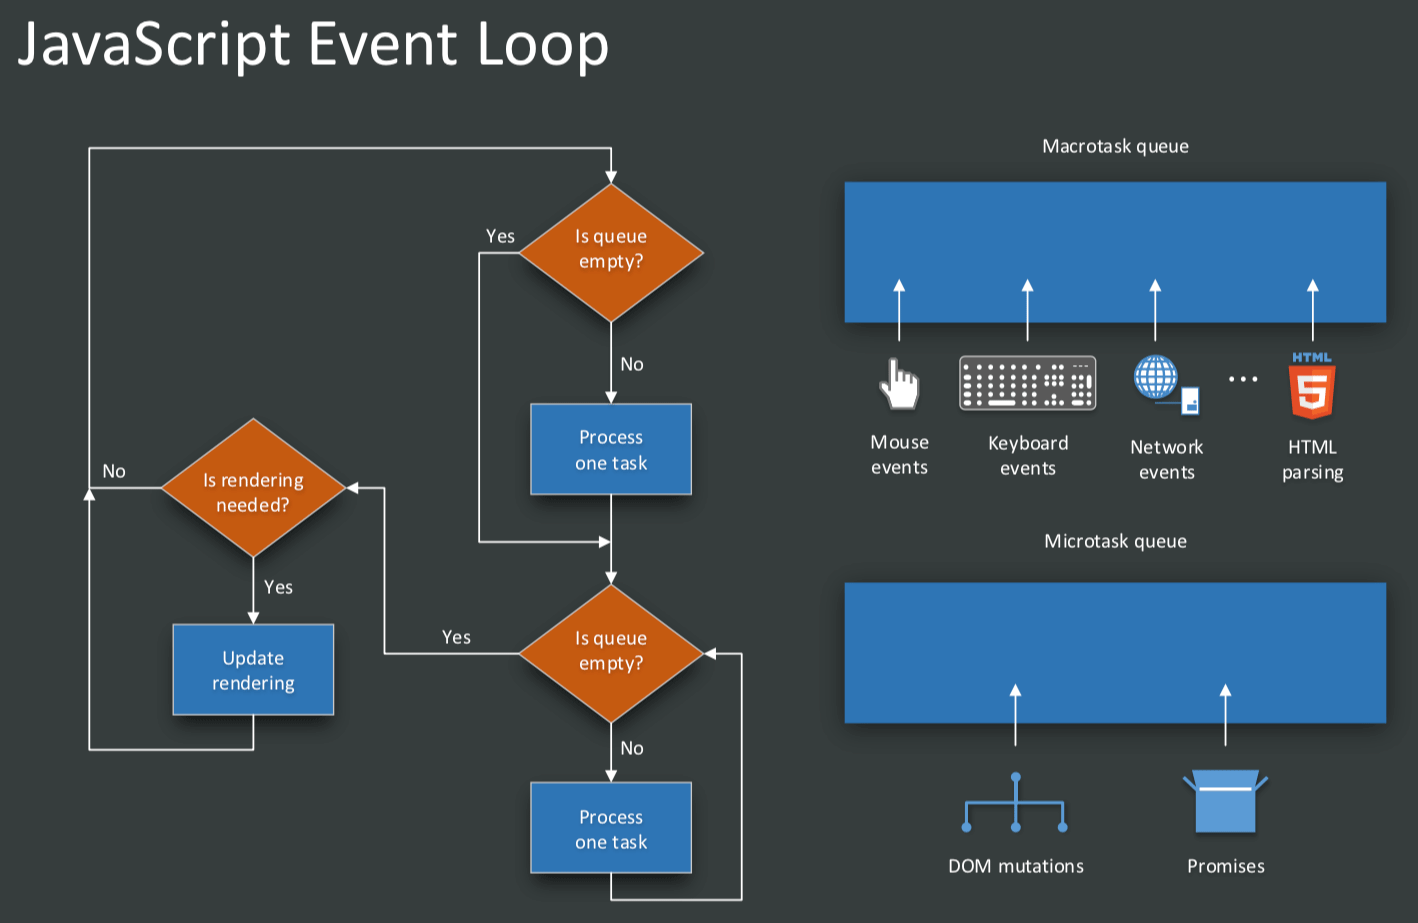 JavaScript Event Loop
Is queue
empty?
Yes
No
Process
one task
Is rendering
needed?
No
Yes
Update
rendering
Is queue
empty?
Yes
No
Process
one task
Macrotask queue
Mouse
events
Keyboard
events
Network
events
...
HTML
5
HTML
parsing
Microtask queue
DOM mutations
Promises